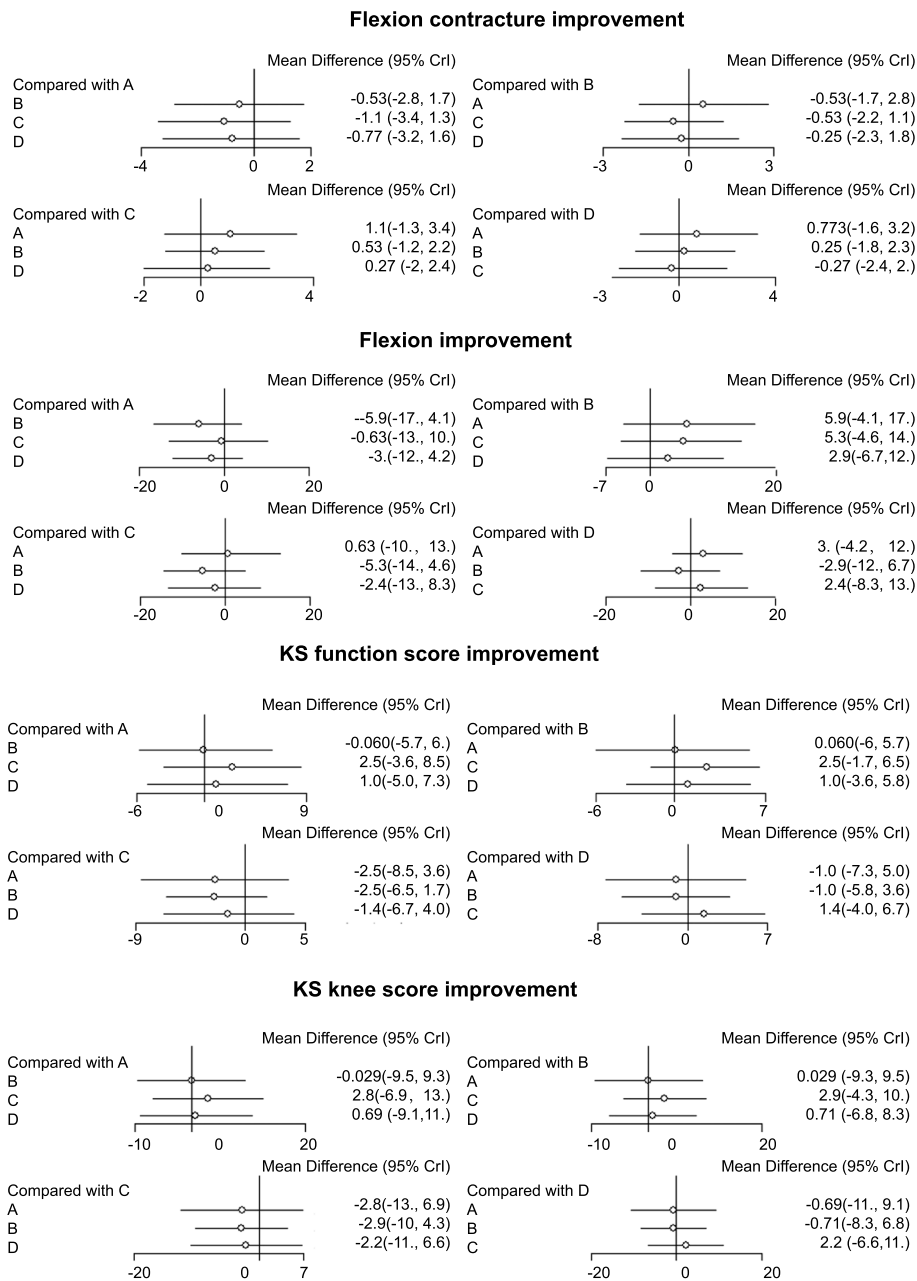 Flexion contracture improvement
Mean Difference (95% CrI)
Compared with A
B -0.53(-2.8, 1.7)
C -1.1 (-3.4, 1.3)
D -0.77 (-3.2, 1.6)
-4 0 2
Mean Difference (95% CrI)
Compared with B
A -0.53(-1.7, 2.8)
C -0.53 (-2.2, 1.1)
D -0.25 (-2.3, 1.8)
-3 0 3
Mean Difference (95% CrI)
Compared with C
A 1.1(-1.3, 3.4)
B 0.53 (-1.2, 2.2)
D 0.27 (-2, 2.4)
-2 0 4
Mean Difference (95% CrI)
Compared with D
A 0.773(-1.6, 3.2)
B 0.25 (-1.8, 2.3)
C -0.27 (-2.4, 2.)
-3 0 4
Flexion improvement
Mean Difference (95% CrI)
Compared with A
B --5.9(-17., 4.1)
C -0.63(-13., 10.)
D -3.(-12., 4.2)
-20 0 20
Mean Difference (95% CrI)
Compared with B
A 5.9(-4.1, 17.)
C 5.3(-4.6, 14.)
D 2.9(-6.7,12.)
-7 0 20
Mean Difference (95% CrI)
Compared with C
A 0.63 (-10., 13.)
B -5.3(-14., 4.6)
D -2.4(-13., 8.3)
-20 0 20
Mean Difference (95% CrI)
Compared with D
A 3. (-4.2, 12.)
B -2.9(-12., 6.7)
C 2.4(-8.3, 13.)
-20 0 20
KS function score improvement
Mean Difference (95% CrI)
Compared with A
B -0.060(-5.7, 6.)
C 2.5(-3.6, 8.5)
D 1.0(-5.0, 7.3)
-6 0 9
Mean Difference (95% CrI)
Compared with B
A 0.060(-6, 5.7)
C 2.5(-1.7, 6.5)
D 1.0(-3.6, 5.8)
-6 0 7
Mean Difference (95% CrI)
Compared with C
A -2.5(-8.5, 3.6)
B -2.5(-6.5, 1.7)
D -1.4(-6.7, 4.0)
-9 0 5
Mean Difference (95% CrI)
Compared with D
A -1.0 (-7.3, 5.0)
B -1.0 (-5.8, 3.6)
C 1.4(-4.0, 6.7)
-8 0 7
KS knee score improvement
Mean Difference (95% CrI)
Compared with A
B -0.029(-9.5, 9.3)
C 2.8(-6.9, 13.)
D 0.69 (-9.1,11.)
-10 0 20
Mean Difference (95% CrI)
Compared with B
A 0.029 (-9.3, 9.5)
C 2.9(-4.3, 10.)
D 0.71 (-6.8, 8.3)
-10 0 20
Mean Difference (95% CrI)
Compared with C
A -2.8(-13., 6.9)
B -2.9(-10, 4.3)
D -2.2(-11., 6.6)
-20 0 7
Mean Difference (95% CrI)
Compared with D
A -0.69(-11., 9.1)
B -0.71(-8.3, 6.8)
C 2.2 (-6.6,11.)
-20 0 20